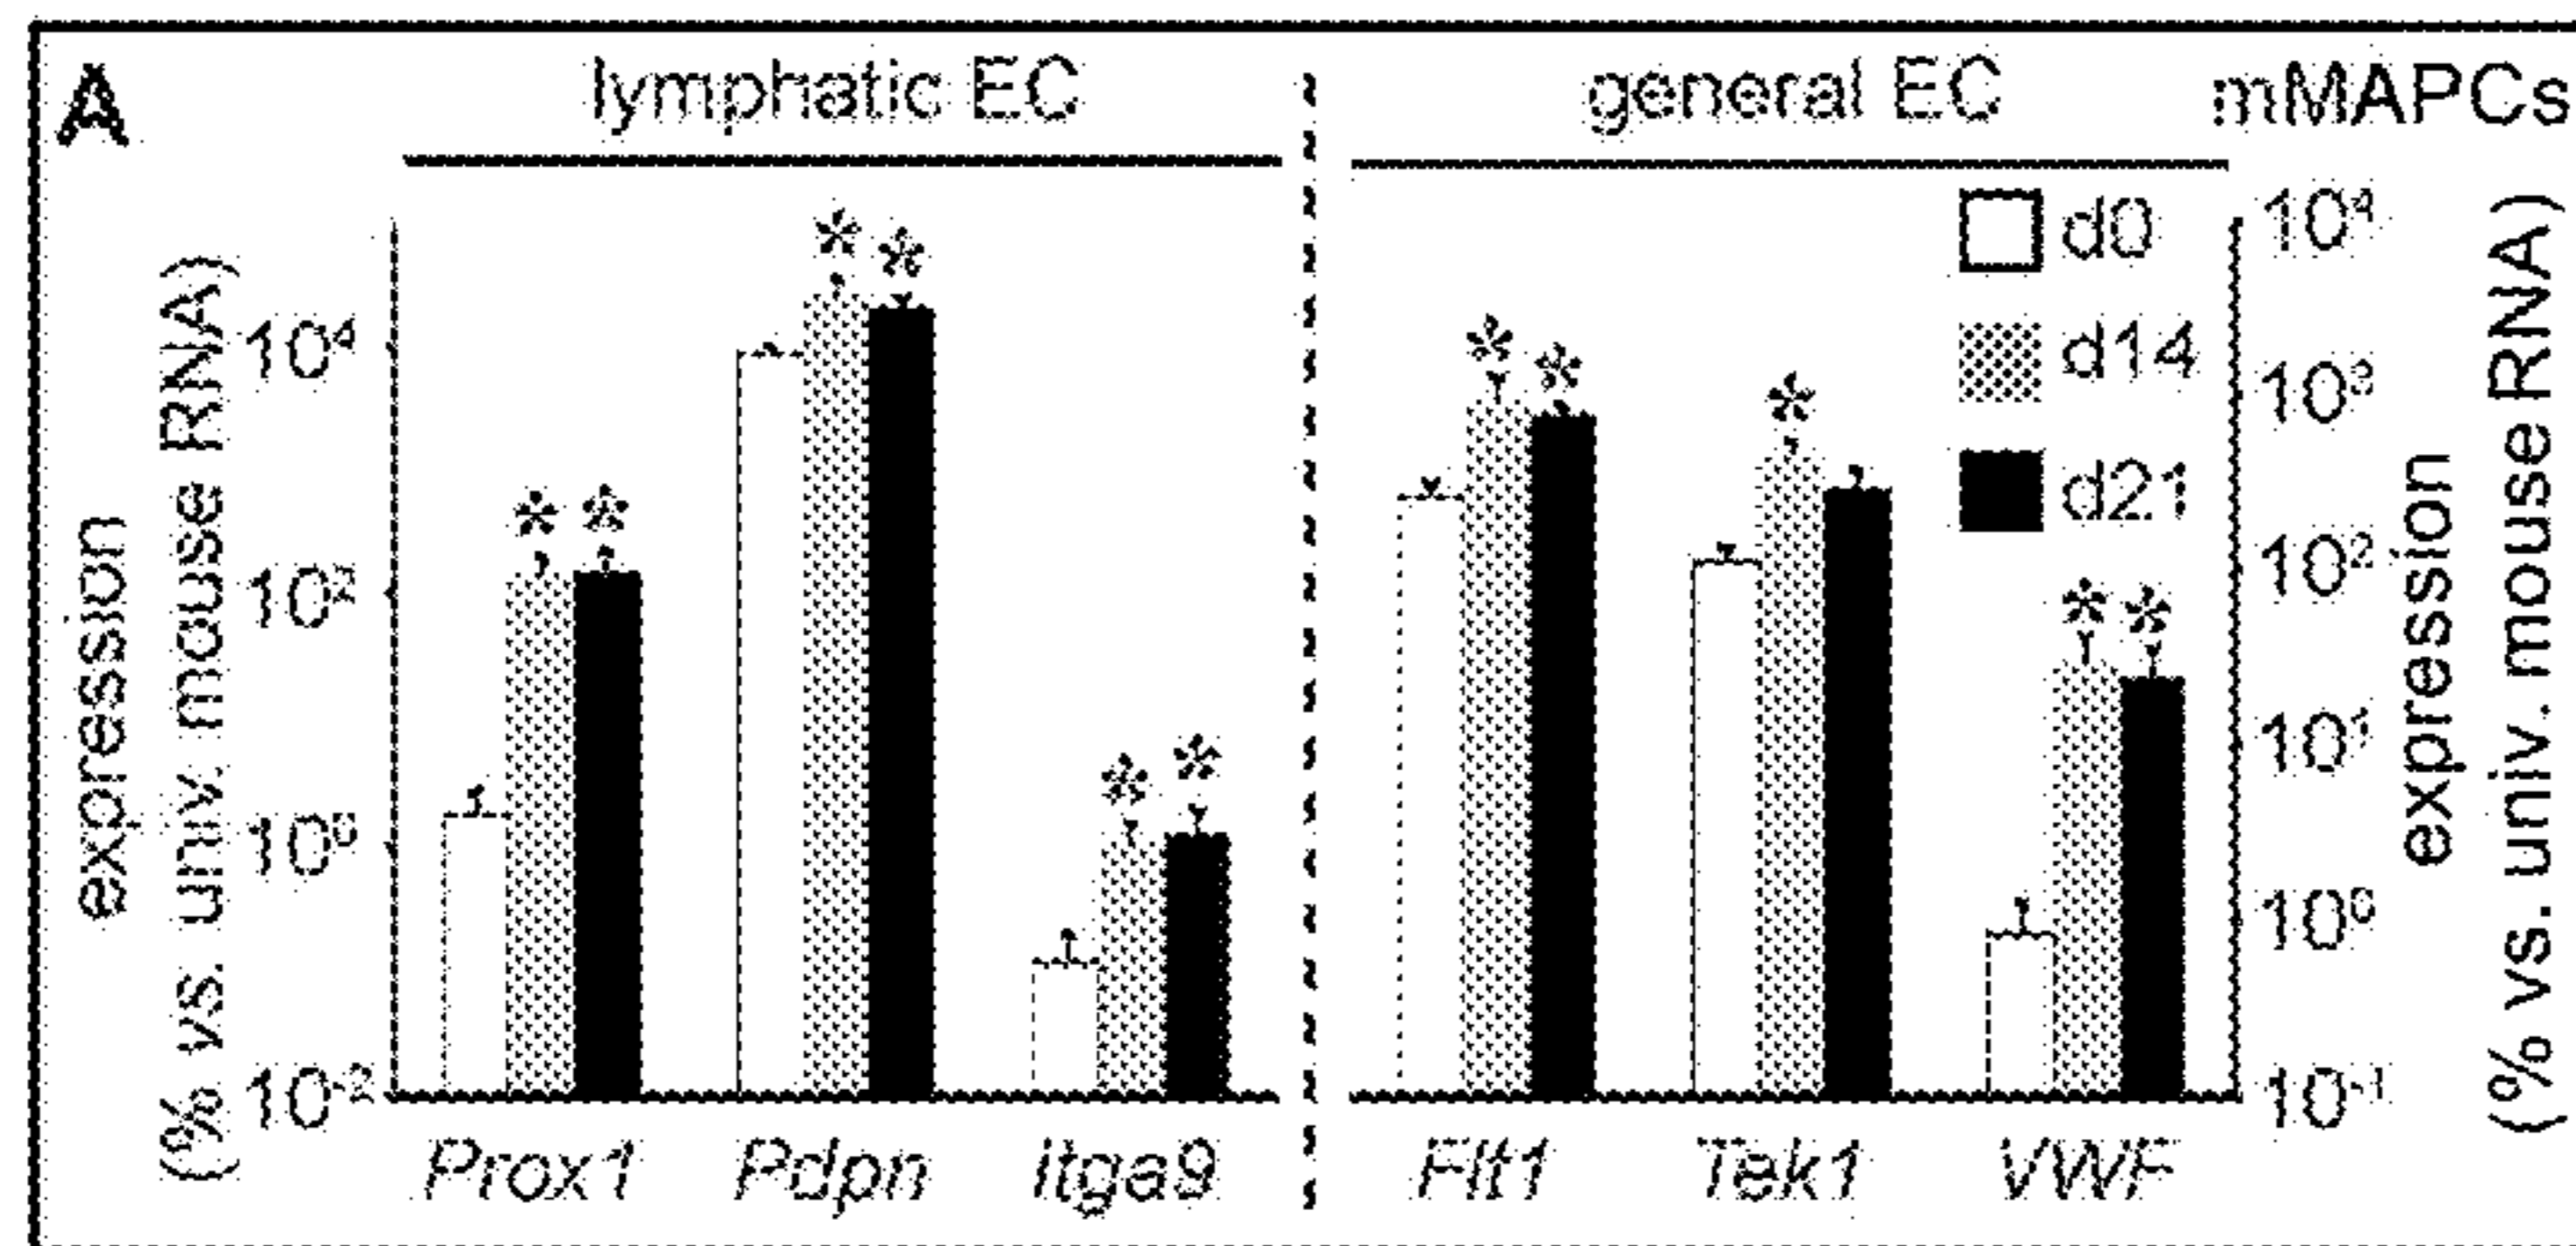 A
lymphatic EC
general EC
mMAPCs
expression
(% vs. univ. mouse RNA)
10⁴
10²
10⁰
10⁻²
* * * * * *
* * * * *
d0
d14
d21
10⁴
10³
10²
10¹
10⁰
10⁻¹
expression
(% vs. univ. mouse RNA)
Prox1 Pdpn Itga9
Flt1 Tek1 VWF